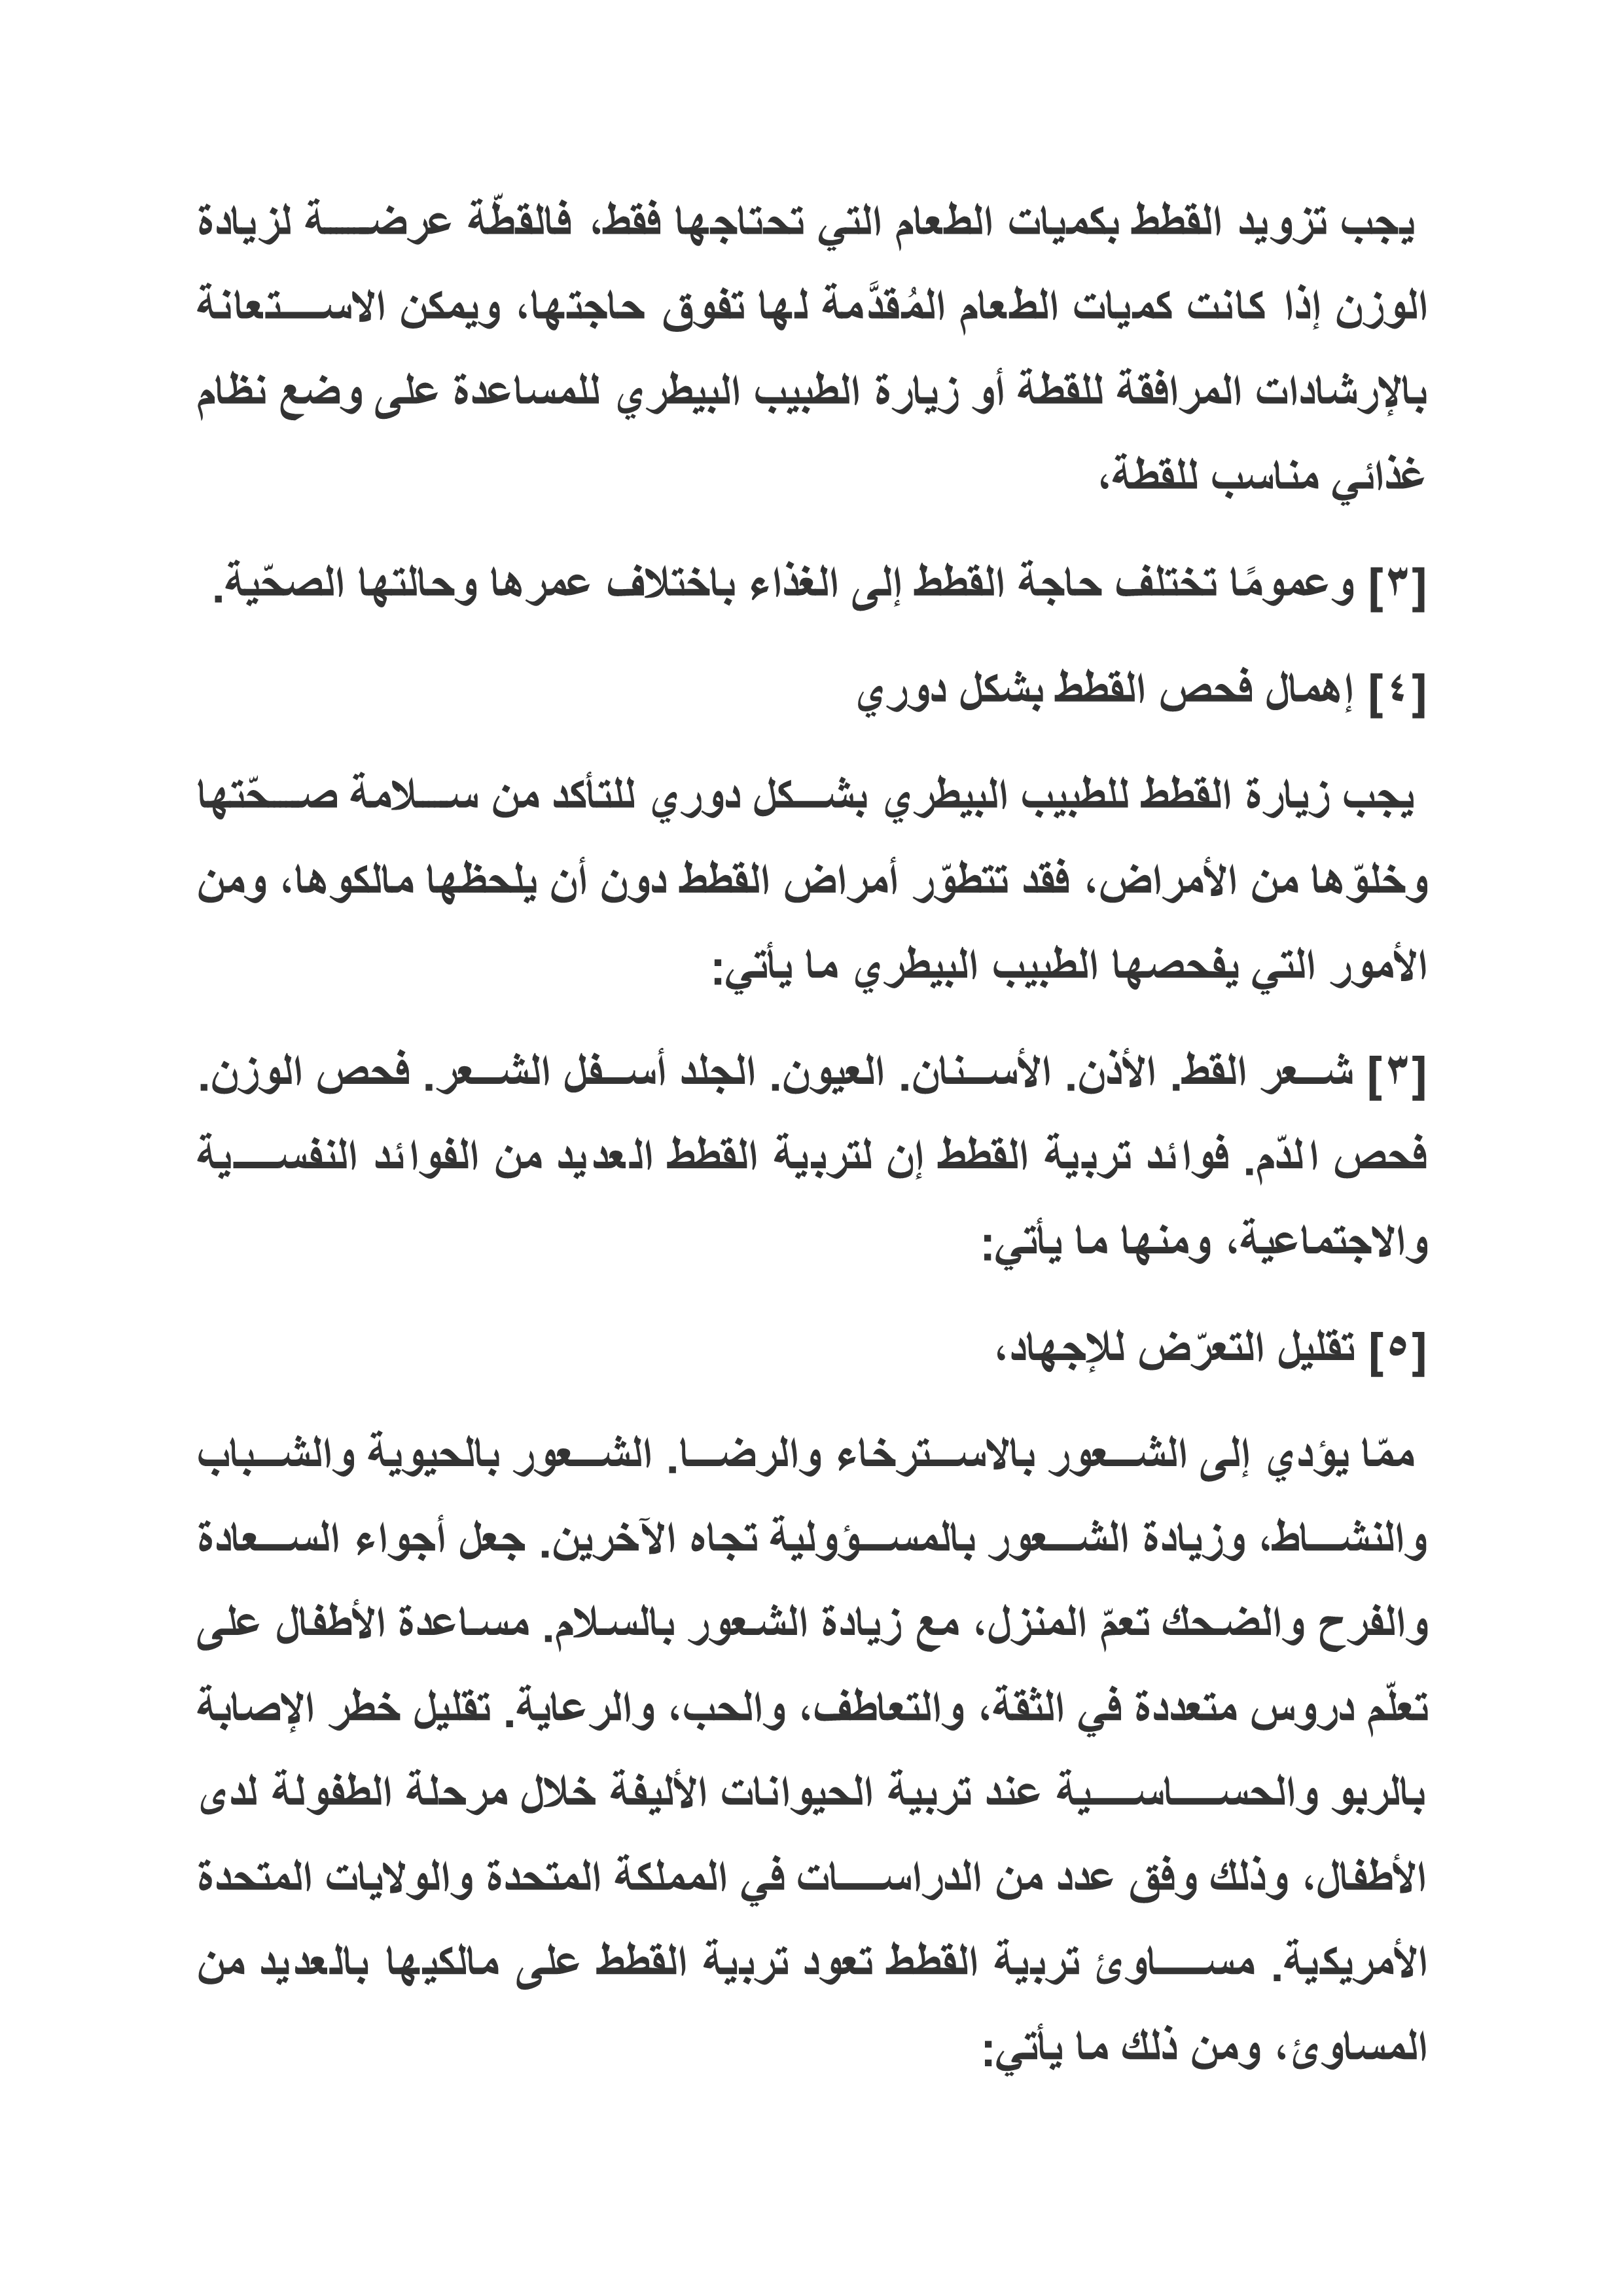 يجب تزويد القطط بكميات الطعام التي تحتاجها فقط، فالقطّة عرضة لزيادة
الوزن إذا كانت كميات الطعام المُقدَّمة لها تفوق حاجتها، ويمكن الاستعانة
بالإرشادات المرافقة للقطة أو زيارة الطبيب البيطري للمساعدة على وضع نظام
غذائي مناسب للقطة،
[٣] وعمومًا تختلف حاجة القطط إلى الغذاء باختلاف عمرها وحالتها الصحّية.
[٤] إهمال فحص القطط بشكل دوري
يجب زيارة القطط للطبيب البيطري بشكل دوري للتأكد من سلامة صحّتها
وخلوّها من الأمراض، فقد تتطوّر أمراض القطط دون أن يلحظها مالكوها، ومن
الأمور التي يفحصها الطبيب البيطري ما يأتي:
[٣] شعر القط. الأذن. الأسنان. العيون. الجلد أسفل الشعر. فحص الوزن.
فحص الدّم. فوائد تربية القطط إن لتربية القطط العديد من الفوائد النفسية
والاجتماعية، ومنها ما يأتي:
[٥] تقليل التعرّض للإجهاد،
ممّا يؤدي إلى الشعور بالاسترخاء والرضا. الشعور بالحيوية والشباب
والنشاط، وزيادة الشعور بالمسؤولية تجاه الآخرين. جعل أجواء السعادة
والفرح والضحك تعمّ المنزل، مع زيادة الشعور بالسلام. مساعدة الأطفال على
تعلّم دروس متعددة في الثقة، والتعاطف، والحب، والرعاية. تقليل خطر الإصابة
بالربو والحساسية عند تربية الحيوانات الأليفة خلال مرحلة الطفولة لدى
الأطفال، وذلك وفق عدد من الدراسات في المملكة المتحدة والولايات المتحدة
الأمريكية. مساوئ تربية القطط تعود تربية القطط على مالكيها بالعديد من
المساوئ، ومن ذلك ما يأتي: